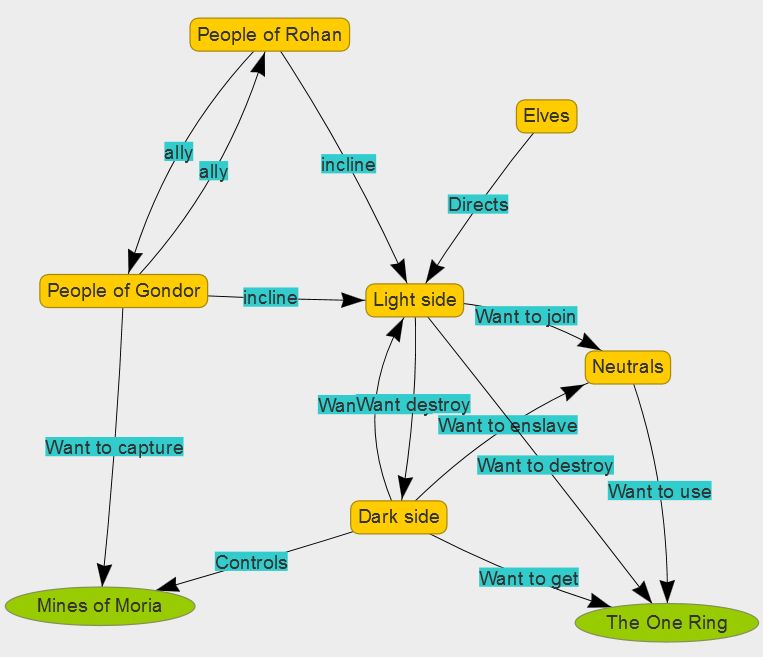 People of Rohan
Elves
ally
incline
ally
Directs
People of Gondor
incline
Light side
Want to join
Neutrals
Want destroy
Want to enslave
Want to capture
Want to destroy
Want to use
Dark side
Controls
Want to get
Mines of Moria
The One Ring